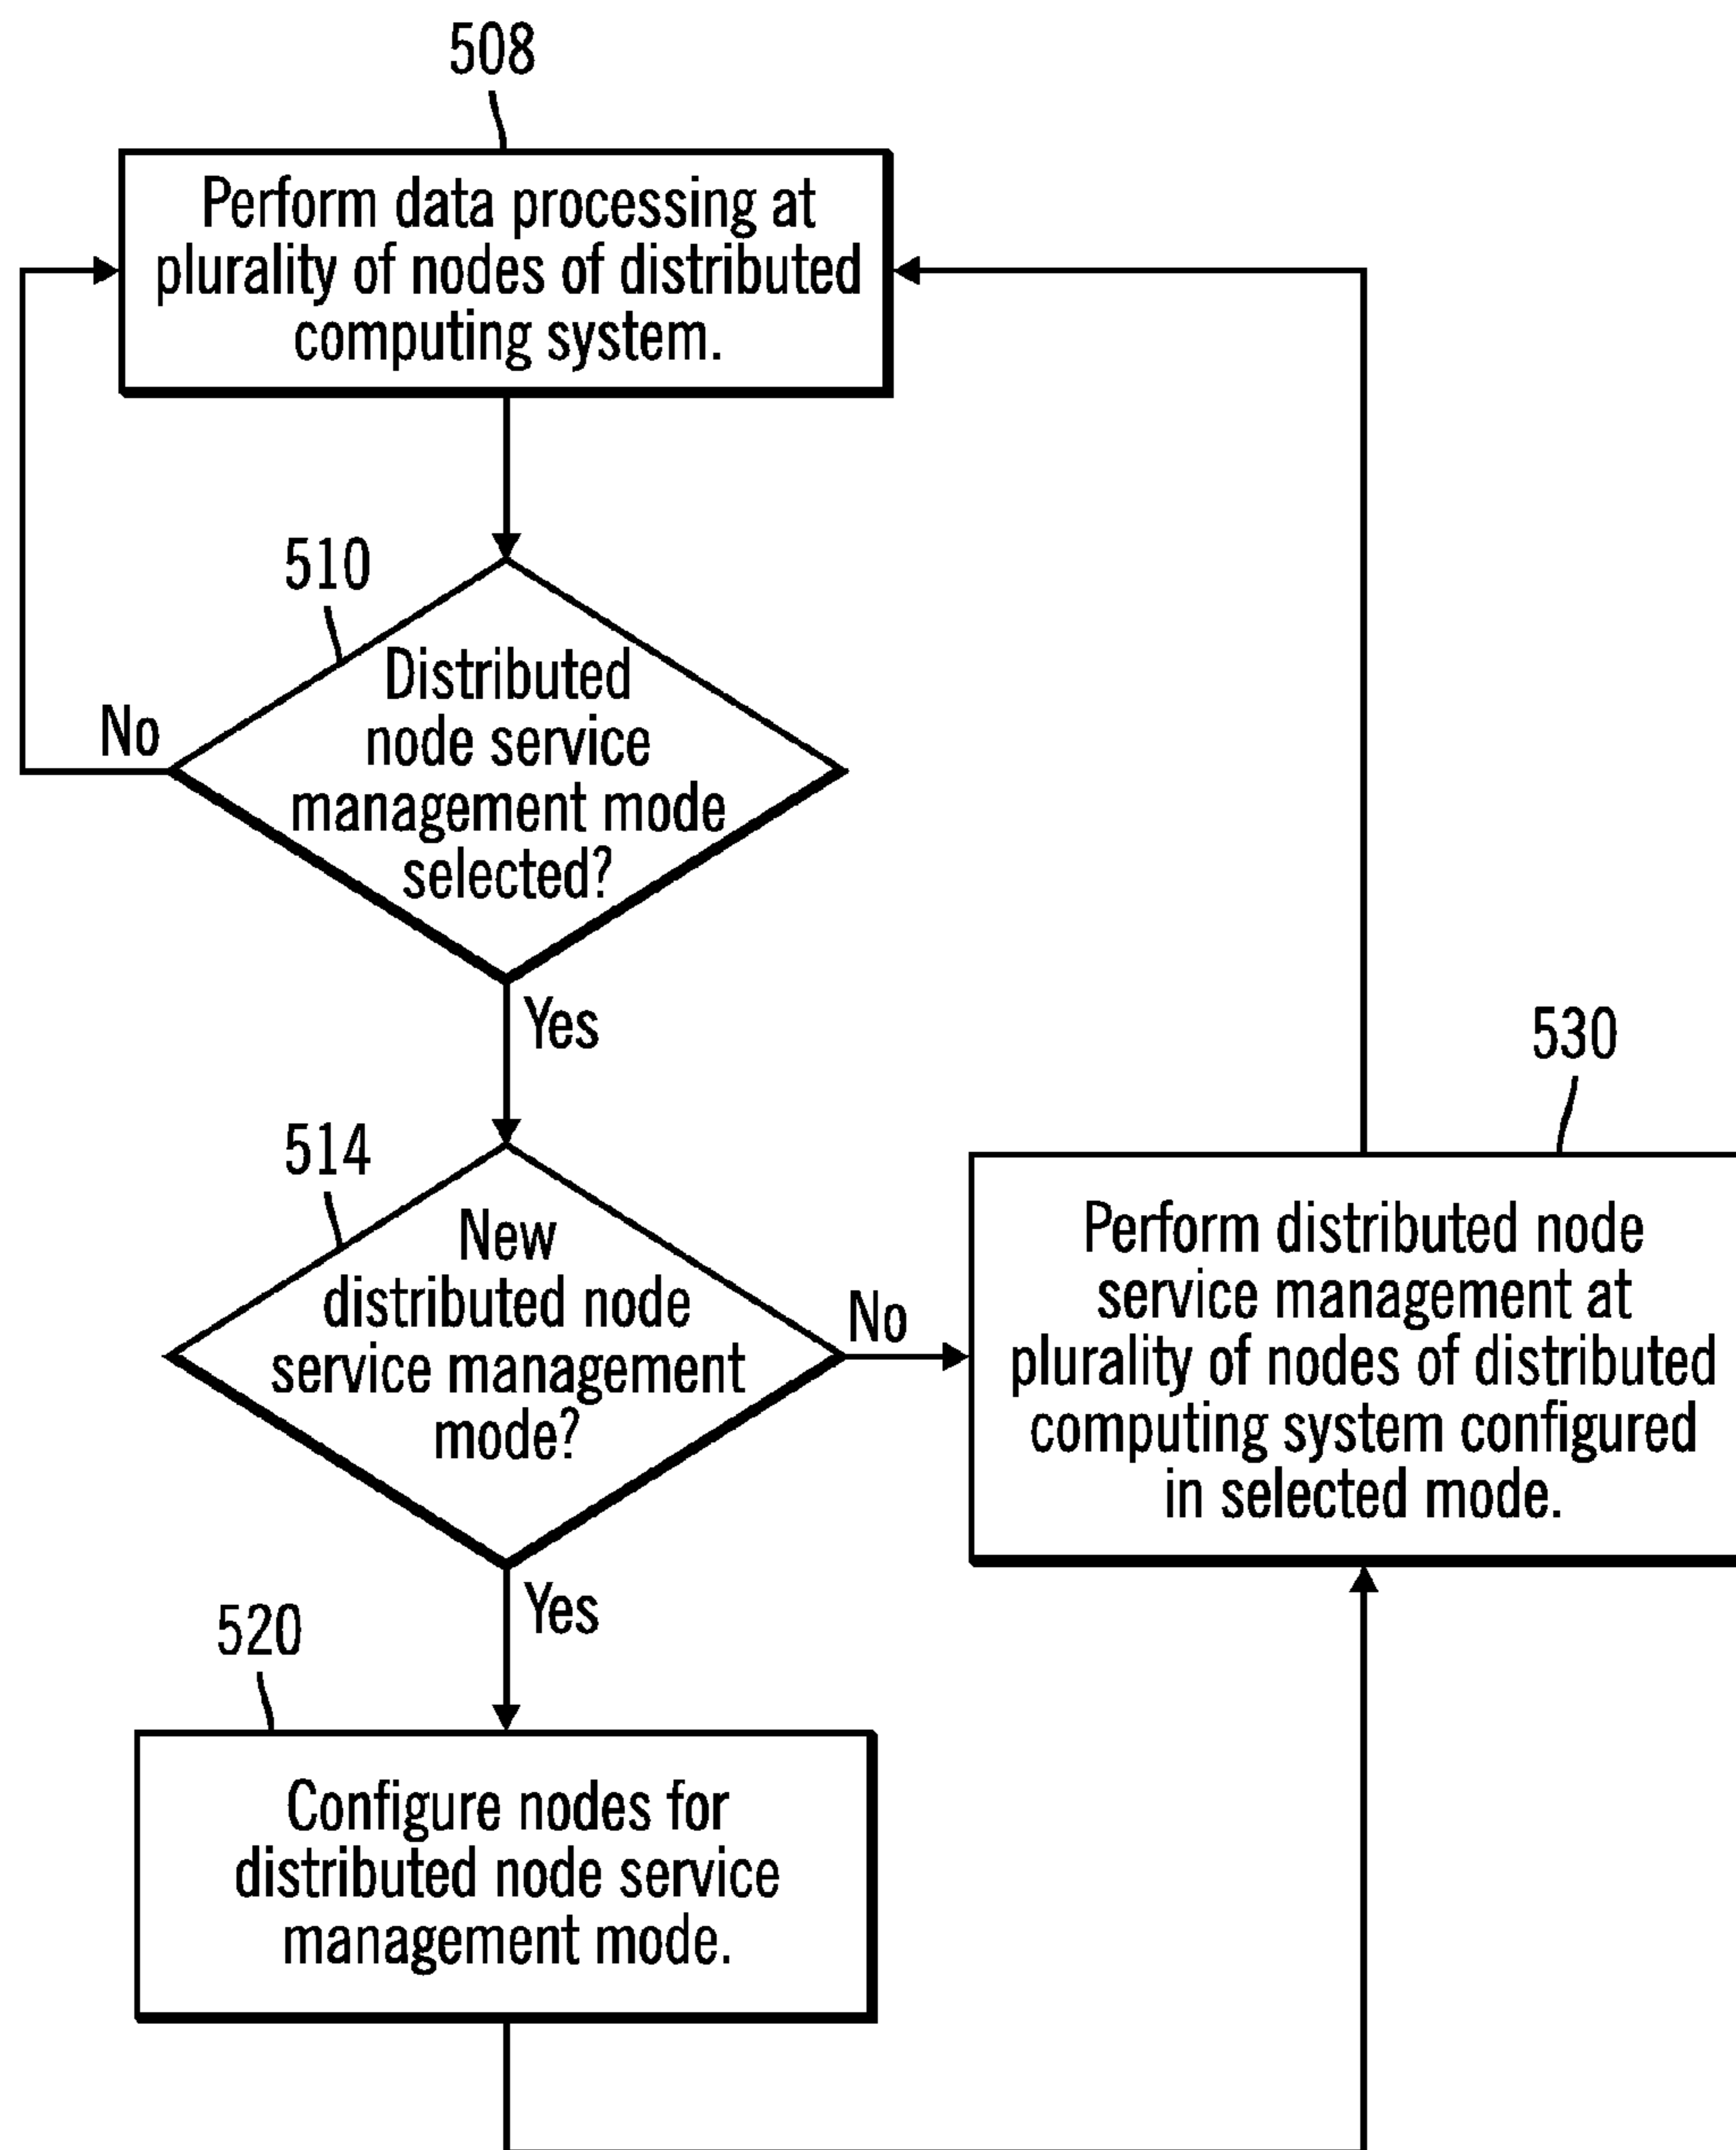 508
Perform data processing at
plurality of nodes of distributed
computing system.
510
Distributed
node service
management mode
selected?
No
Yes
514
New
distributed node
service management
mode?
No
Yes
530
Perform distributed node
service management at
plurality of nodes of distributed
computing system configured
in selected mode.
520
Configure nodes for
distributed node service
management mode.